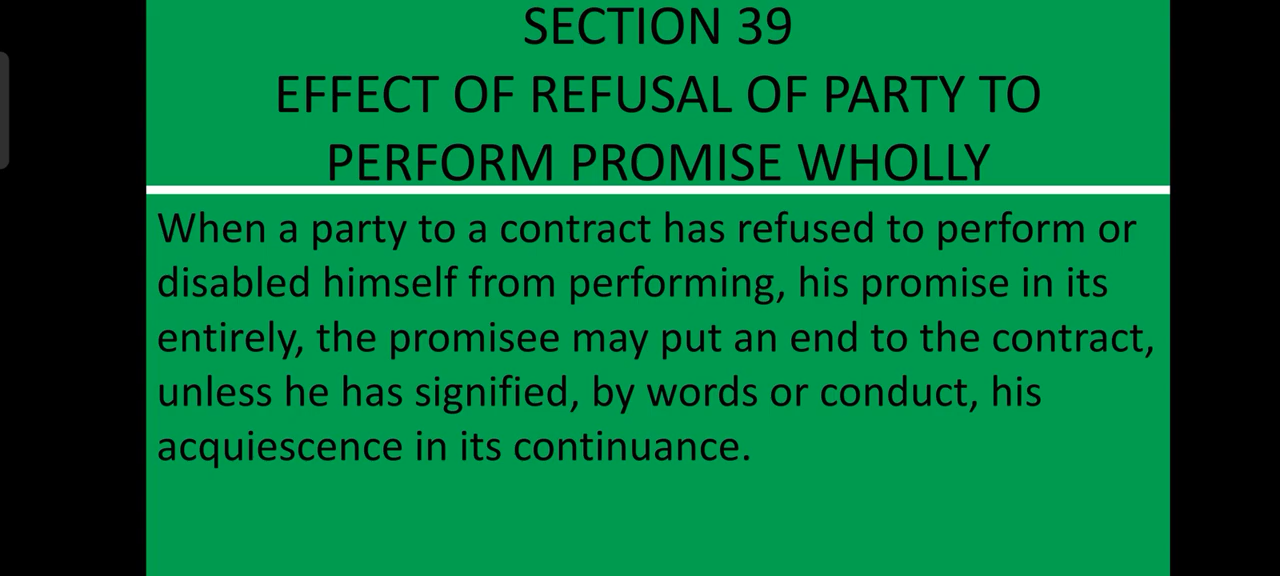 SECTION 39
EFFECT OF REFUSAL OF PARTY TO
PERFORM PROMISE WHOLLY
When a party to a contract has refused to perform or
disabled himself from performing, his promise in its
entirely, the promisee may put an end to the contract,
unless he has signified, by words or conduct, his
acquiescence in its continuance.